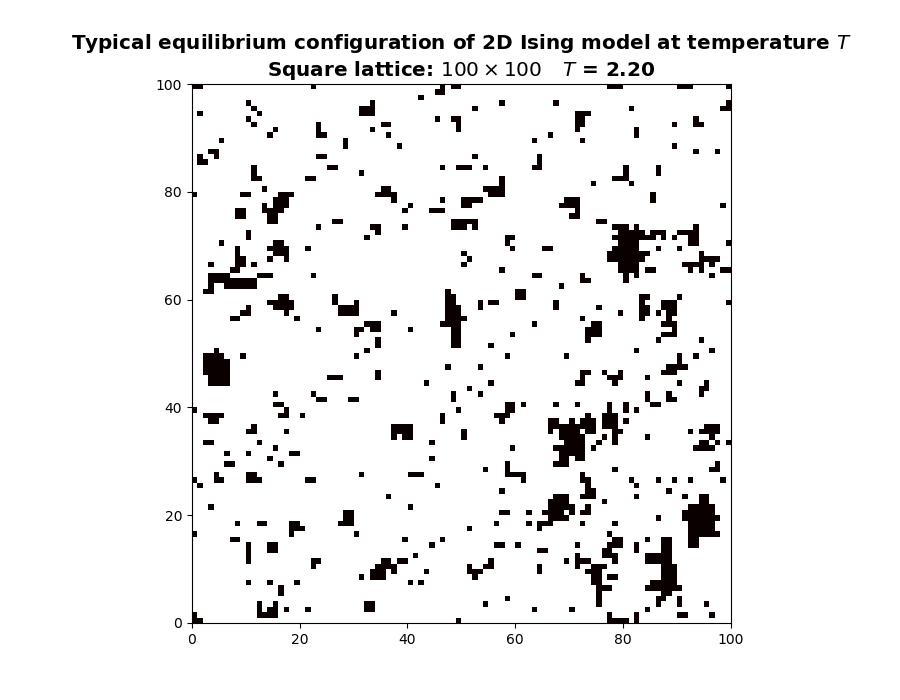 Typical equilibrium configuration of 2D Ising model at temperature T
Square lattice: 100 × 100 T = 2.20
100
80
60
40
20
0
0 20 40 60 80 100